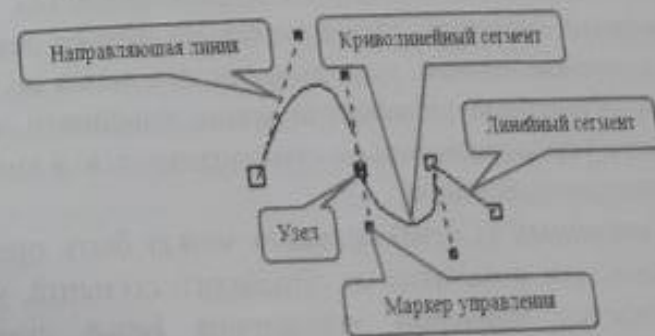 Направляющая линия
Криволинейный сегмент
Линейный сегмент
Узел
Маркер управления